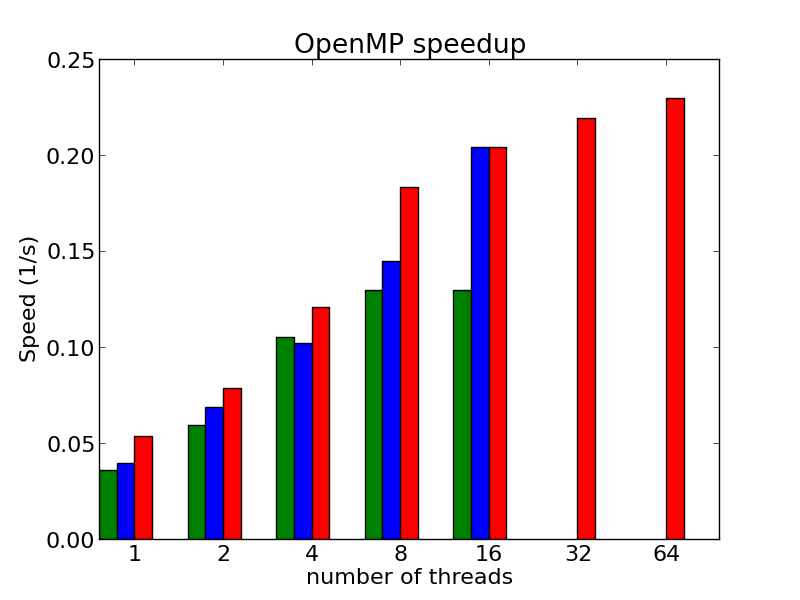 OpenMP speedup
0.25
0.20
0.15
0.10
0.05
0.00
Speed (1/s)
1 2 4 8 16 32 64
number of threads